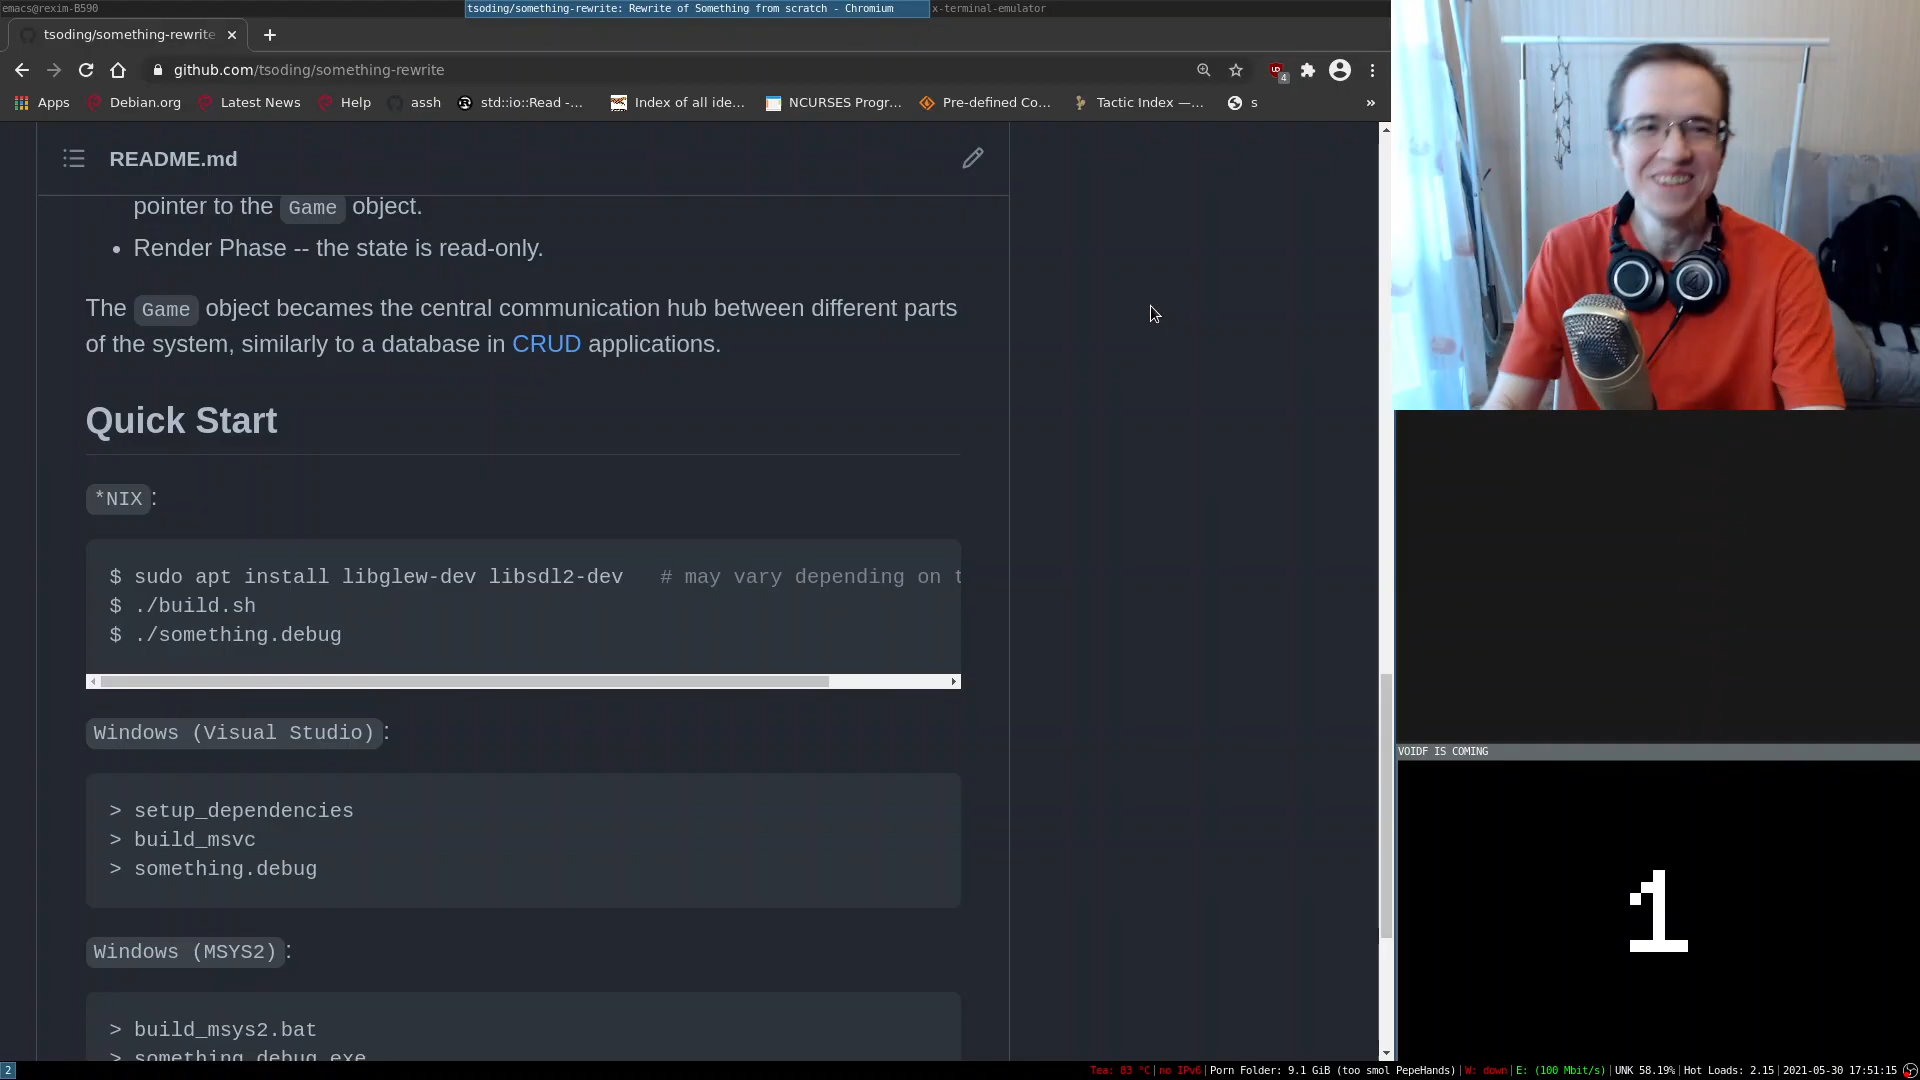 emacs@rexim-B590
tsoding/something-rewrite: Rewrite of Something from scratch - Chromium
x-terminal-emulator
tsoding/something-rewrite
github.com/tsoding/something-rewrite
4
Apps
Debian.org
Latest News
Help
assh
std::io::Read -...
Index of all ide...
NCURSES Progr...
Pre-defined Co...
Tactic Index —...
s
»
README.md
pointer to the Game object.
• Render Phase -- the state is read-only.
The Game object becames the central communication hub between different parts
of the system, similarly to a database in CRUD applications.
Quick Start
*NIX:
$ sudo apt install libglew-dev libsdl2-dev   # may vary depending on t
$ ./build.sh
$ ./something.debug
Windows (Visual Studio):
> setup_dependencies
> build_msvc
> something.debug
Windows (MSYS2):
> build_msys2.bat
> something.debug.exe
VOIDF IS COMING
1
2
Tea: 83 °C|no IPv6|Porn Folder: 9.1 GiB (too smol PepeHands)|W: down|E: (100 Mbit/s)|UNK 58.19%|Hot Loads: 2.15|2021-05-30 17:51:15